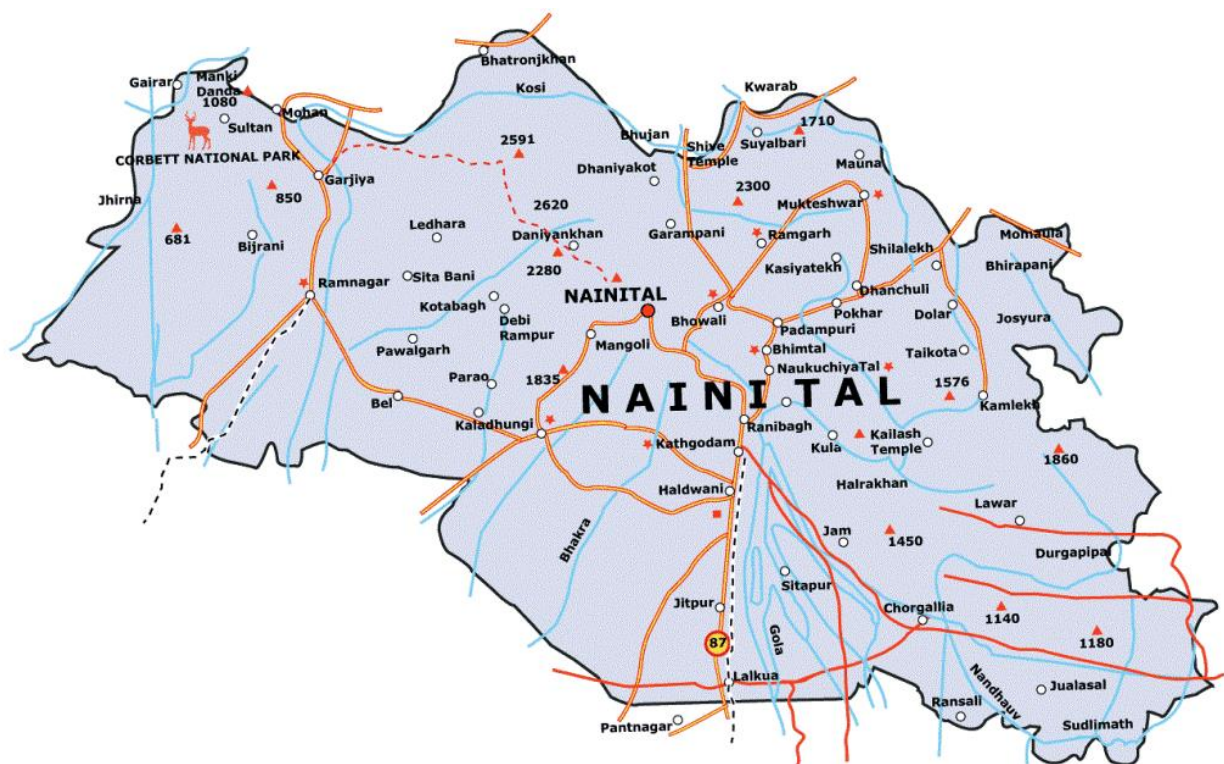 Bhatronjkhan
Gairar
Manki
Danda
1080
Kosi
Kwarab
Mohan
Sultan
1710
Bhujan
Suyalbari
2591
Shive
Temple
Mauna
CORBETT NATIONAL PARK
Dhaniyakot
Garjiya
850
2300
Mukteshwar
Jhirna
2620
681
Bijrani
Ledhara
Daniyankhan
Garampani
Ramgarh
Shilalekh
Momaula
2280
Kasiyatekh
Bhirapani
Sita Bani
Ramnagar
NAINITAL
Dhanchuli
Kotabagh
Debi
Rampur
Bhowali
Pokhar
Dolar
Josyura
Padampuri
Pawalgarh
Mangoli
Bhimtal
Taikota
Parao
1835
NaukuchiyaTal
1576
NAINITAL
Bel
Kamlekh
Kaladhungi
Ranibagh
Kathgodam
Kula
Kailash
Temple
1860
Haldwani
Halrakhan
Lawar
Bhakra
Jam
1450
Durgapipal
Sitapur
Jitpur
Chorgallia
1140
1180
87
Gola
Lalkua
Nandhauv
Jualasal
Ransali
Pantnagar
Sudlimath